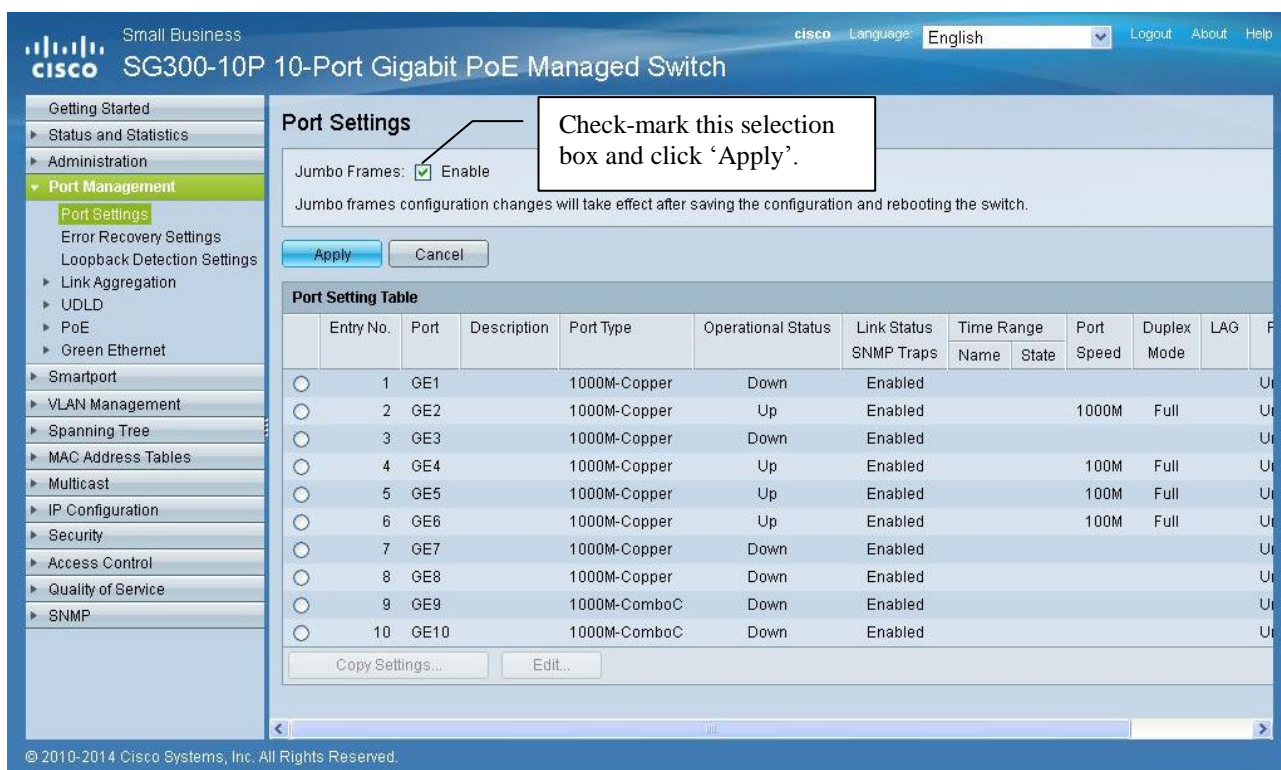 Small Business
cisco Language: English Logout About Help
CISCO SG300-10P 10-Port Gigabit PoE Managed Switch
Getting Started
Status and Statistics
Administration
Port Management
Port Settings
Error Recovery Settings
Loopback Detection Settings
Link Aggregation
UDLD
PoE
Green Ethernet
Smartport
VLAN Management
Spanning Tree
MAC Address Tables
Multicast
IP Configuration
Security
Access Control
Quality of Service
SNMP
Port Settings
Check-mark this selection
box and click ‘Apply’.
Jumbo Frames: Enable
Jumbo frames configuration changes will take effect after saving the configuration and rebooting the switch.
Apply Cancel
Port Setting Table
Entry No. Port Description Port Type Operational Status Link Status Time Range Port Duplex LAG
SNMP Traps Name State Speed Mode
1 GE1 1000M-Copper Down Enabled
2 GE2 1000M-Copper Up Enabled 1000M Full
3 GE3 1000M-Copper Down Enabled
4 GE4 1000M-Copper Up Enabled 100M Full
5 GE5 1000M-Copper Up Enabled 100M Full
6 GE6 1000M-Copper Up Enabled 100M Full
7 GE7 1000M-Copper Down Enabled
8 GE8 1000M-Copper Down Enabled
9 GE9 1000M-ComboC Down Enabled
10 GE10 1000M-ComboC Down Enabled
Copy Settings... Edit...
© 2010-2014 Cisco Systems, Inc. All Rights Reserved.